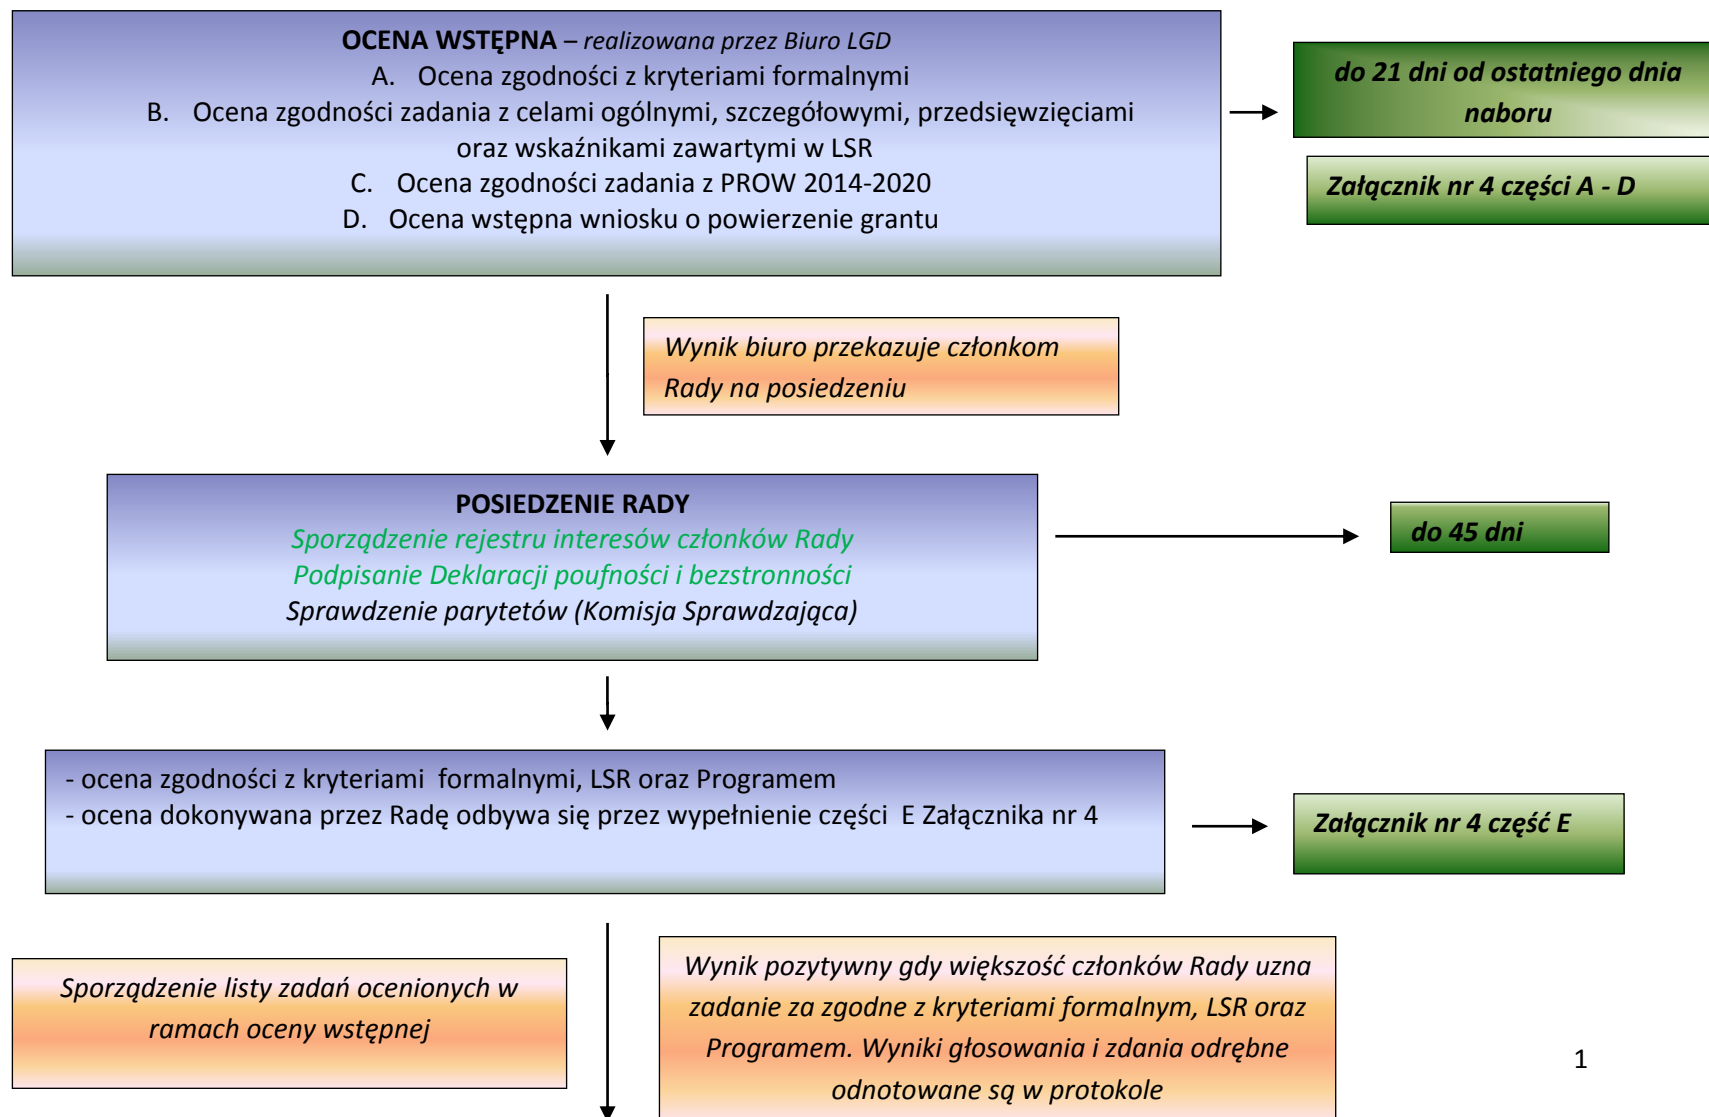 OCENA WSTĘPNA – realizowana przez Biuro LGD
A. Ocena zgodności z kryteriami formalnymi
B. Ocena zgodności zadania z celami ogólnymi, szczegółowymi, przedsięwzięciami
oraz wskaźnikami zawartymi w LSR
C. Ocena zgodności zadania z PROW 2014-2020
D. Ocena wstępna wniosku o powierzenie grantu
do 21 dni od ostatniego dnia
naboru
Załącznik nr 4 części A - D
Wynik biuro przekazuje członkom
Rady na posiedzeniu
POSIEDZENIE RADY
Sporządzenie rejestru interesów członków Rady
Podpisanie Deklaracji poufności i bezstronności
Sprawdzenie parytetów (Komisja Sprawdzająca)
do 45 dni
- ocena zgodności z kryteriami formalnymi, LSR oraz Programem
- ocena dokonywana przez Radę odbywa się przez wypełnienie części E Załącznika nr 4
Załącznik nr 4 część E
Sporządzenie listy zadań ocenionych w
ramach oceny wstępnej
Wynik pozytywny gdy większość członków Rady uzna
zadanie za zgodne z kryteriami formalnym, LSR oraz
Programem. Wyniki głosowania i zdania odrębne
odnotowane są w protokole
1